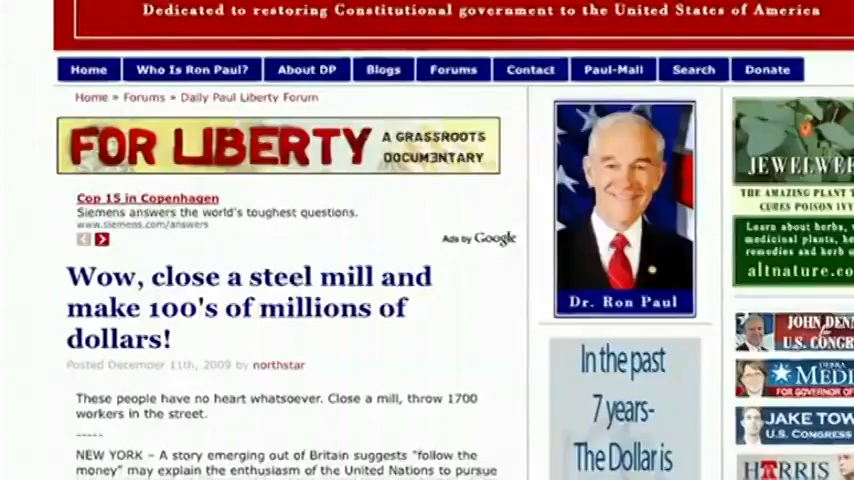 Dedicated to restoring Constitutional government to the United States of America
Home Who Is Ron Paul? About DP Blogs Forums Contact Paul-Mall Search Donate
Home » Forums » Daily Paul Liberty Forum
FOR LIBERTY
A GRASSROOTS
DOCUMENTARY
Cop 15 in Copenhagen
Siemens answers the world's toughest questions.
www.siemens.com/answers
Ads by Google
Wow, close a steel mill and
make 100's of millions of
dollars!
Posted December 11th, 2009 by northstar
These people have no heart whatsoever. Close a mill, throw 1700
workers in the street.
-----
NEW YORK – A story emerging out of Britain suggests "follow the
money" may explain the enthusiasm of the United Nations to pursue
Dr. Ron Paul
In the past
7 years-
The Dollar is
JEWELWE
THE AMAZING PLANT T
CURES POISON IVY
Learn about herbs,
medicinal plants, he
remedies and herb
altnature.co
JOHN DENN
U.S. CONGR
MEDI
FOR GOVERNOR OF
JAKE TOW
U.S. CONGRESS
HARRIS